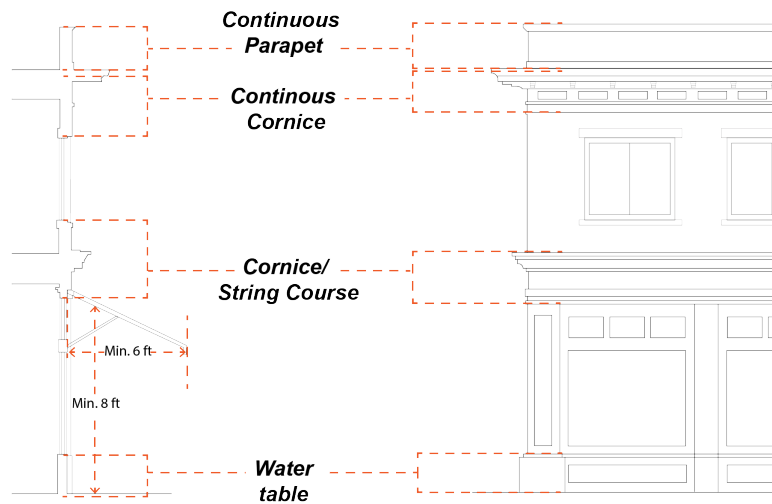 Continuous
Parapet
Continous
Cornice
Cornice/
String Course
Min. 6 ft
Min. 8 ft
Water
table